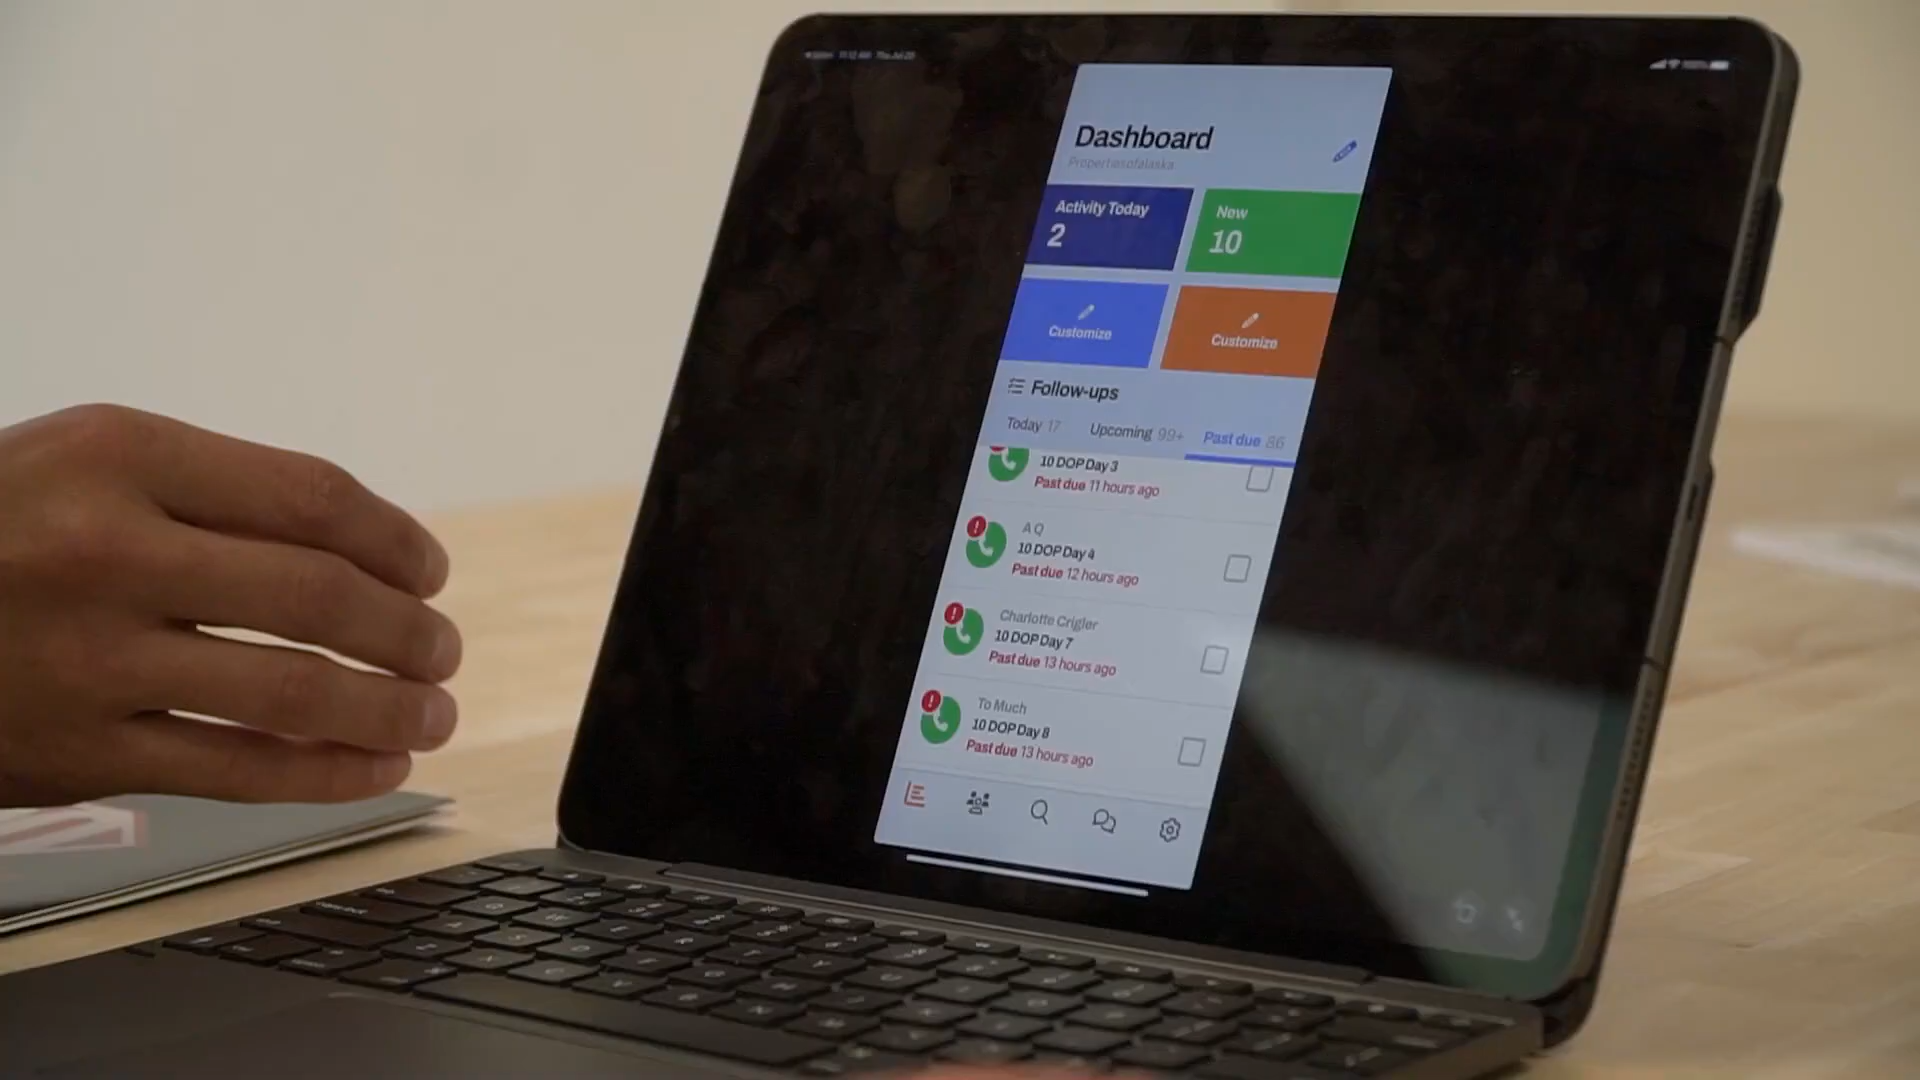 Dashboard
Propertiesofalaska
Activity Today
2
New
10
Customize
Customize
Follow-ups
Today 17
Upcoming 99+
Past due 86
10 DOP Day 3
Past due 11 hours ago
A Q
10 DOP Day 4
Past due 12 hours ago
Charlotte Crigler
10 DOP Day 7
Past due 13 hours ago
To Much
10 DOP Day 8
Past due 13 hours ago